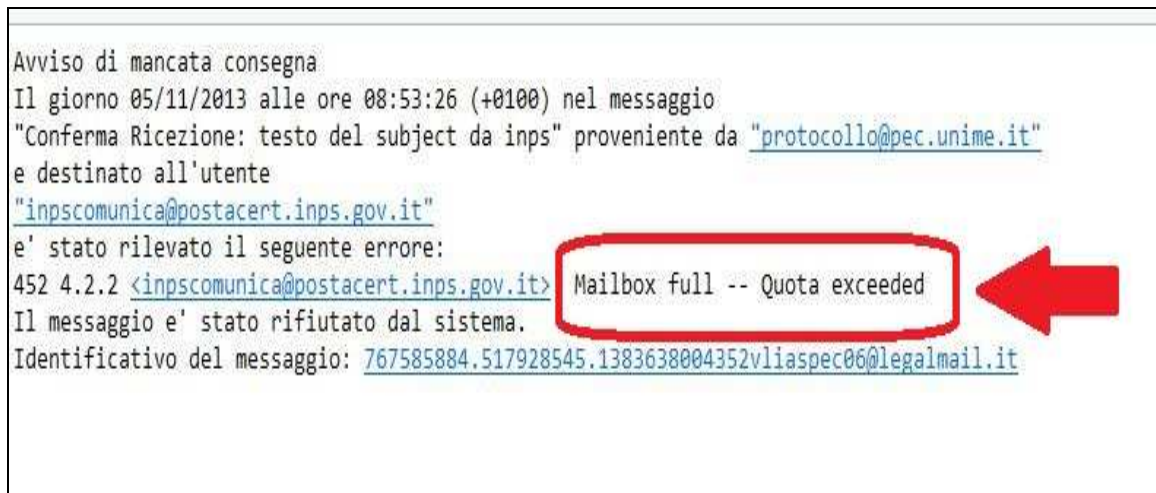 Avviso di mancata consegna
Il giorno 05/11/2013 alle ore 08:53:26 (+0100) nel messaggio
"Conferma Ricezione: testo del subject da inps" proveniente da "protocollo@pec.unime.it"
e destinato all'utente
"inpscomunica@postacert.inps.gov.it"
e' stato rilevato il seguente errore:
452 4.2.2 <inpscomunica@postacert.inps.gov.it> Mailbox full -- Quota exceeded
Il messaggio e' stato rifiutato dal sistema.
Identificativo del messaggio: 767585884.517928545.1383638004352vliaspec06@legalmail.it